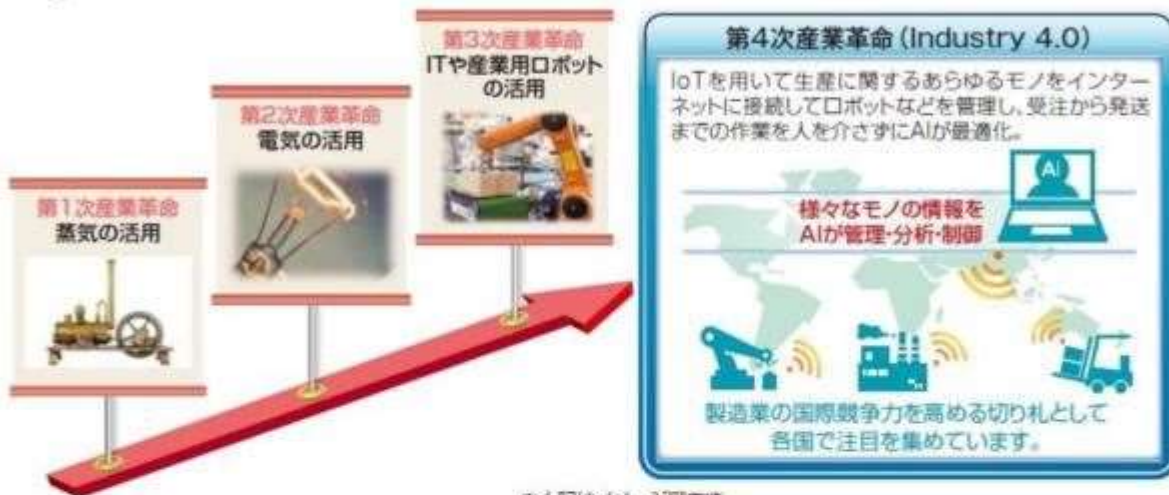 第1次産業革命
蒸気の活用
第2次産業革命
電気の活用
第3次産業革命
ITや産業用ロボット
の活用
第4次産業革命(Industry 4.0)
IoTを用いて生産に関するあらゆるモノをインター
ネットに接続してロボットなどを管理し、受注から発送
までの作業を人を介さずにAIが最適化。
AI
様々なモノの情報を
AIが管理・分析・制御
製造業の国際競争力を高める切り札として
各国で注目を集めています。